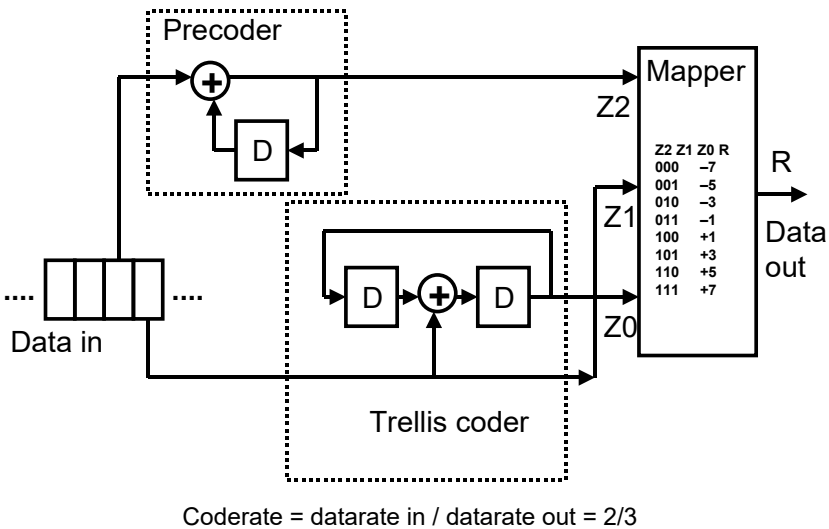 Precoder
+
D
Mapper
Z2
Z2 Z1 Z0 R
000 –7
001 –5
010 –3
011 –1
100 +1
101 +3
110 +5
111 +7
R
Data
out
Z1
D
+
D
Z0
....
....
Data in
Trellis coder
Coderate = datarate in / datarate out = 2/3